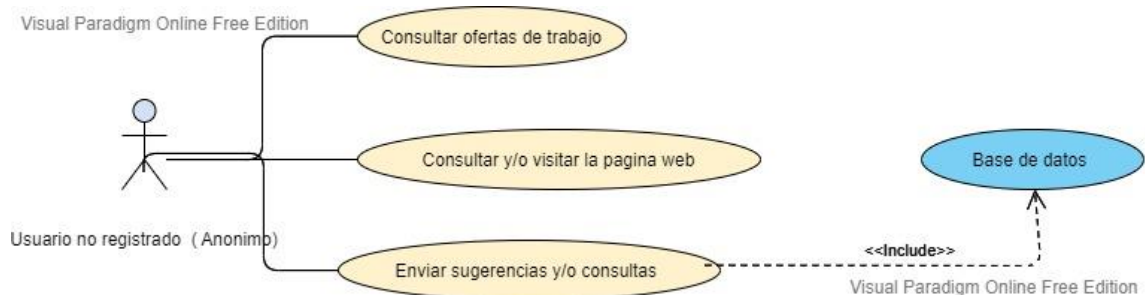 Visual Paradigm Online Free Edition
Consultar ofertas de trabajo
Consultar y/o visitar la pagina web
Base de datos
Usuario no registrado ( Anonimo)
Enviar sugerencias y/o consultas
<<Include>>
Visual Paradigm Online Free Edition